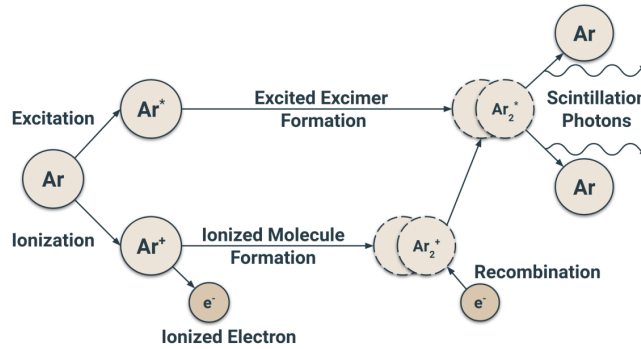 Ar
Excitation
Ar*
Excited Excimer
Formation
Ar₂*
Ar
Scintillation
Photons
Ar
Ar
Ionization
Ar⁺
Ionized Molecule
Formation
Ar₂⁺
Recombination
e⁻
e⁻
Ionized Electron